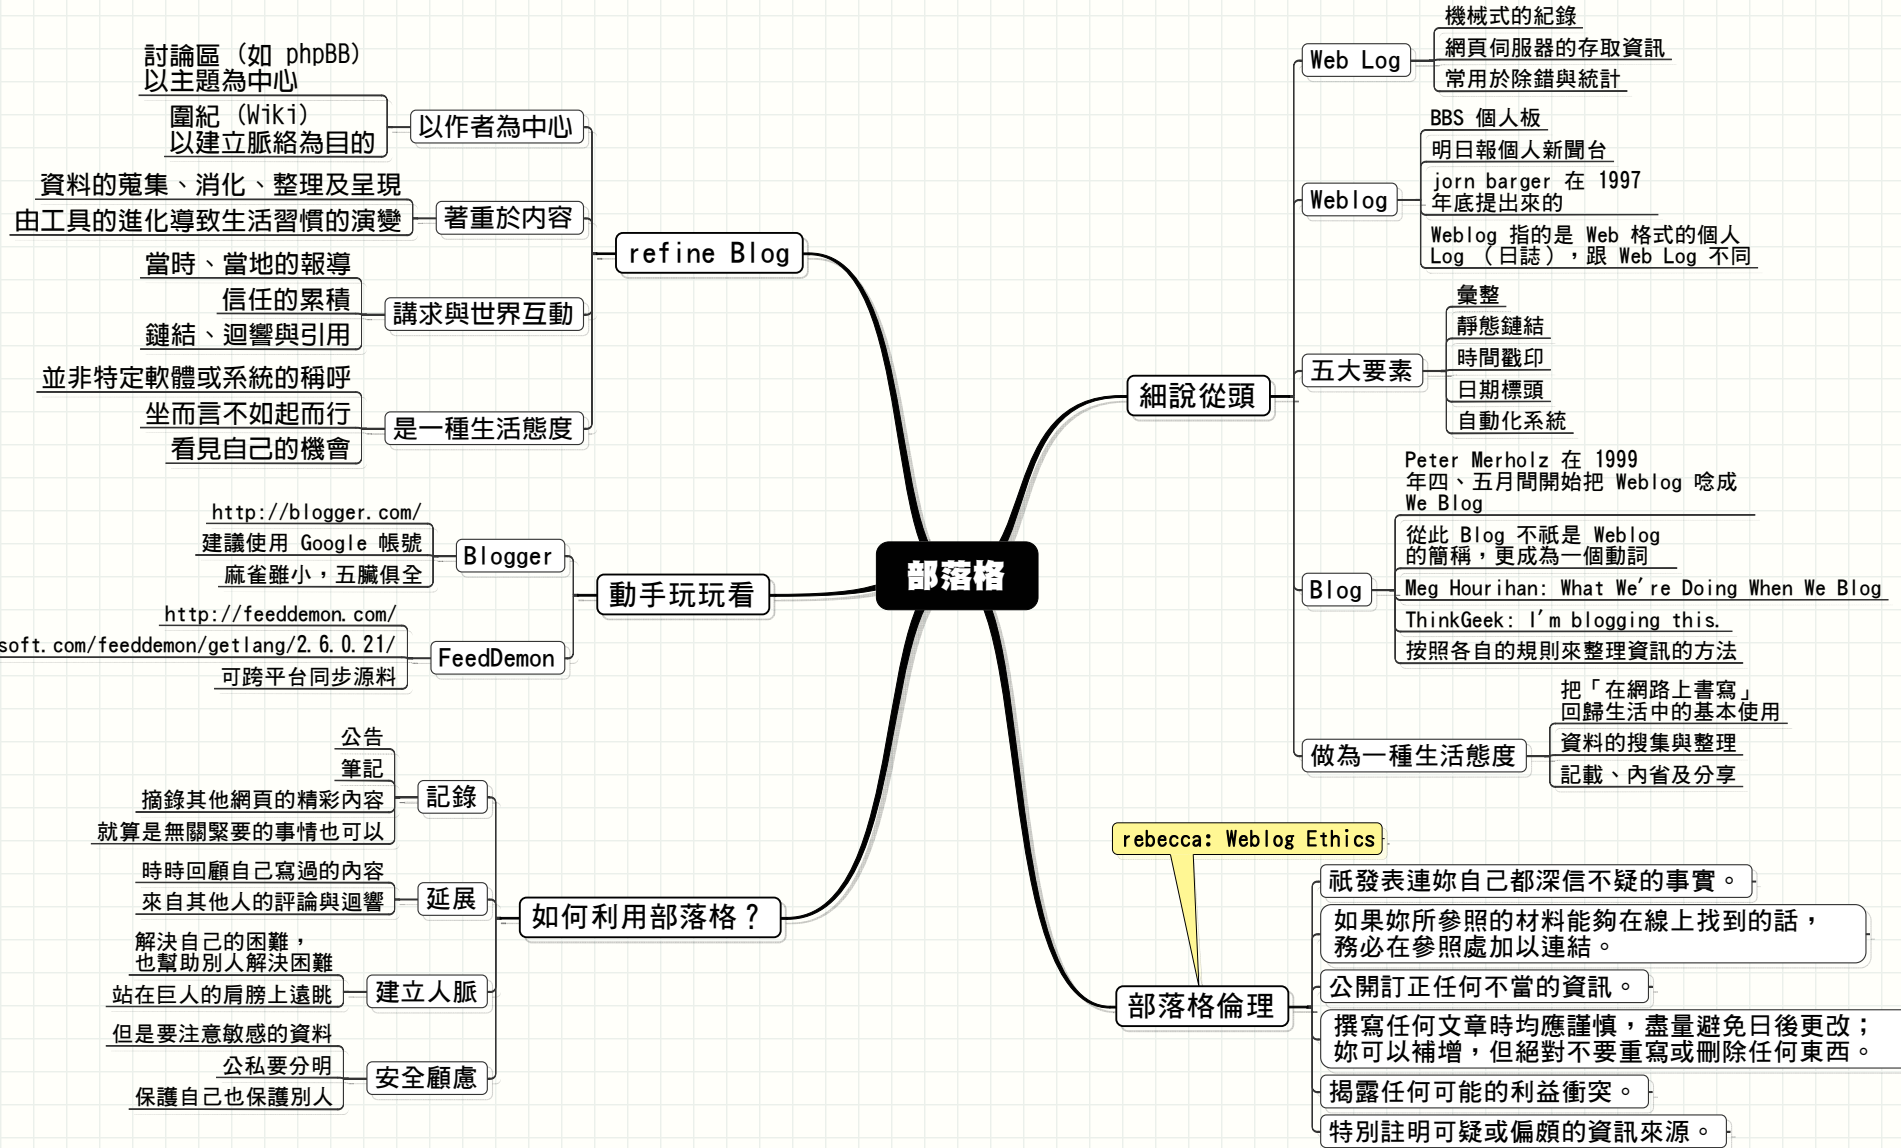 部落格
細說從頭
Web Log
機械式的紀錄
網頁伺服器的存取資訊
常用於除錯與統計
Weblog
BBS 個人板
明日報個人新聞台
jorn barger 在 1997
年底提出來的
Weblog 指的是 Web 格式的個人
Log （日誌），跟 Web Log 不同
五大要素
彙整
靜態鏈結
時間戳印
日期標頭
自動化系統
Blog
Peter Merholz 在 1999
年四、五月間開始把 Weblog 唸成
We Blog
從此 Blog 不祇是 Weblog
的簡稱，更成為一個動詞
Meg Hourihan: What We're Doing When We Blog
ThinkGeek: I'm blogging this.
按照各自的規則來整理資訊的方法
做為一種生活態度
把「在網路上書寫」
回歸生活中的基本使用
資料的搜集與整理
記載、內省及分享
部落格倫理
rebecca: Weblog Ethics
祇發表連妳自己都深信不疑的事實。
如果妳所參照的材料能夠在線上找到的話，
務必在參照處加以連結。
公開訂正任何不當的資訊。
撰寫任何文章時均應謹慎，盡量避免日後更改；
妳可以補增，但絕對不要重寫或刪除任何東西。
揭露任何可能的利益衝突。
特別註明可疑或偏頗的資訊來源。
refine Blog
以作者為中心
討論區（如 phpBB）
以主題為中心
圍紀（Wiki）
以建立脈絡為目的
著重於內容
資料的蒐集、消化、整理及呈現
由工具的進化導致生活習慣的演變
講求與世界互動
當時、當地的報導
信任的累積
鏈結、迴響與引用
是一種生活態度
並非特定軟體或系統的稱呼
坐而言不如起而行
看見自己的機會
動手玩玩看
Blogger
http://blogger.com/
建議使用 Google 帳號
麻雀雖小，五臟俱全
FeedDemon
http://feeddemon.com/
soft.com/feeddemon/getlang/2.6.0.21/
可跨平台同步源料
如何利用部落格？
記錄
公告
筆記
摘錄其他網頁的精彩內容
就算是無關緊要的事情也可以
延展
時時回顧自己寫過的內容
來自其他人的評論與迴響
建立人脈
解決自己的困難，
也幫助別人解決困難
站在巨人的肩膀上遠眺
安全顧慮
但是要注意敏感的資料
公私要分明
保護自己也保護別人